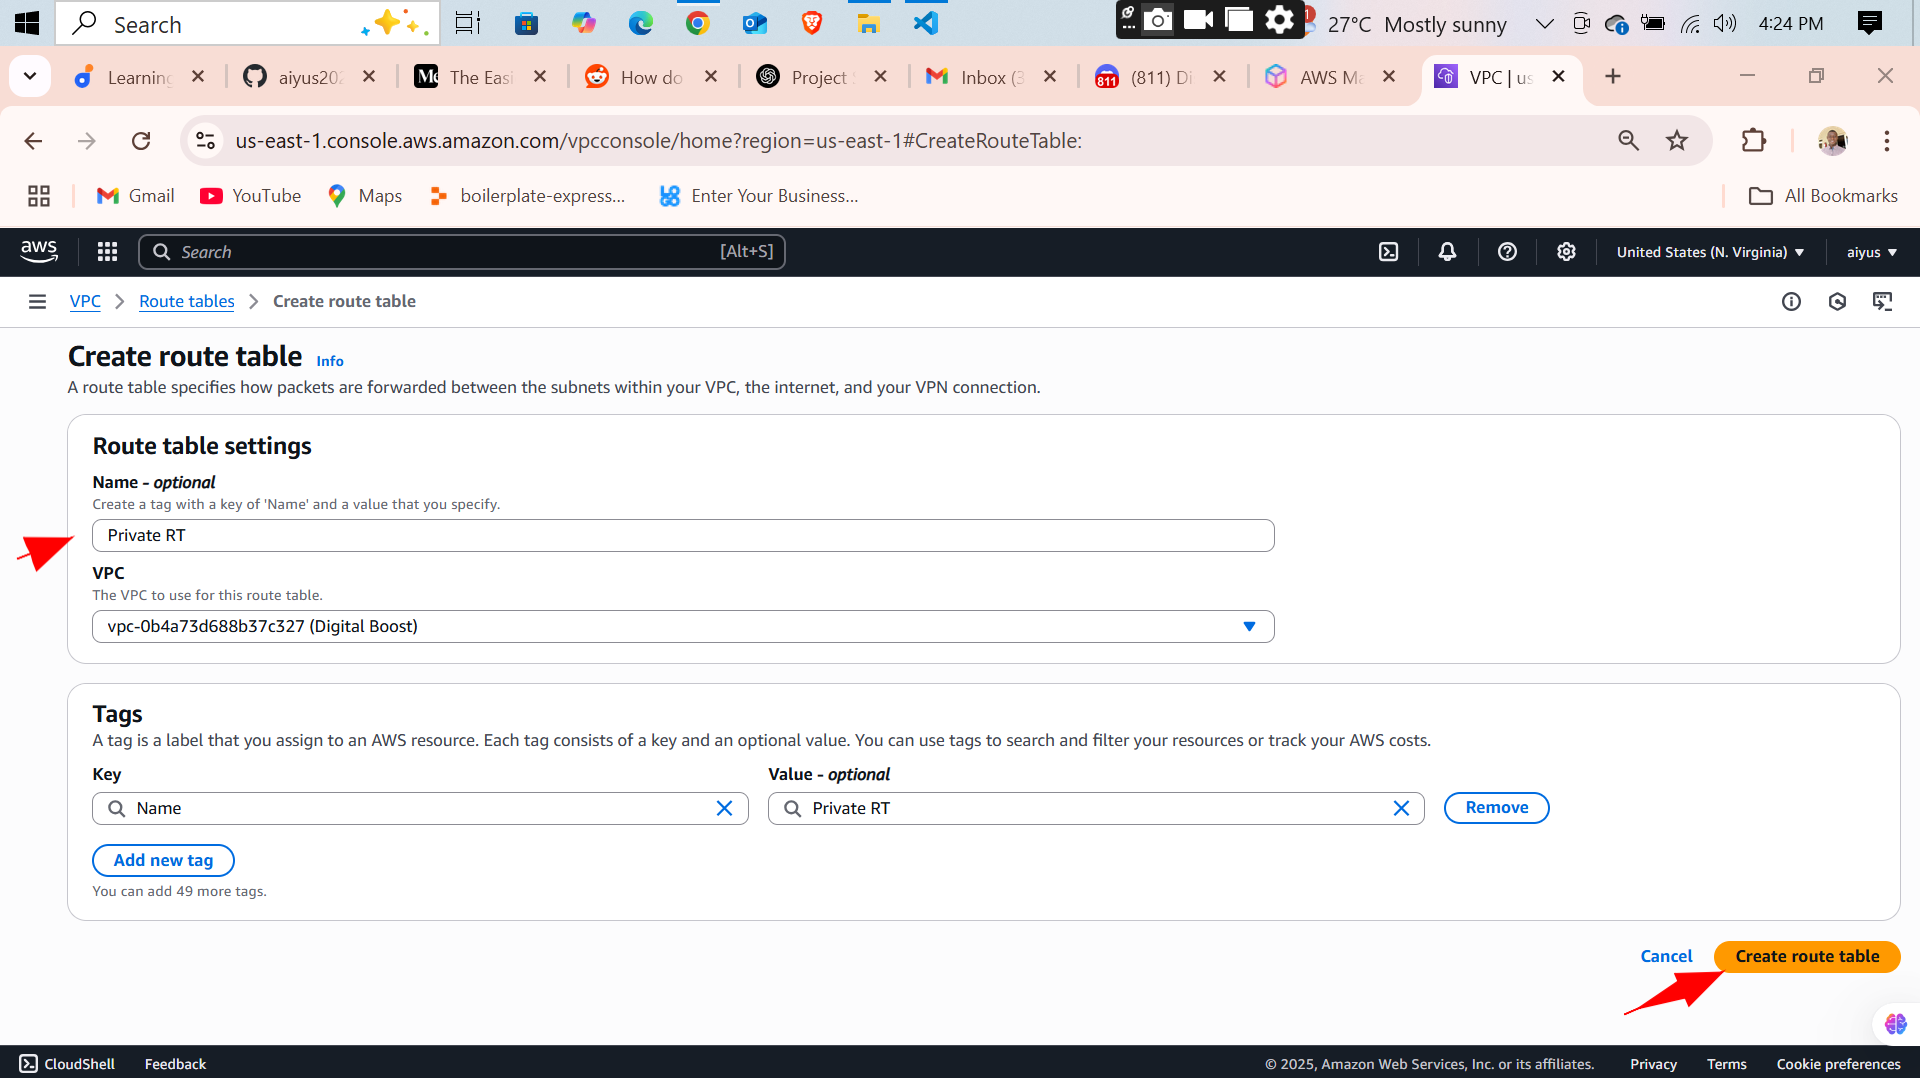 Search
27°C Mostly sunny
4:24 PM
Learning
aiyus202
The Easi
How do
Project S
Inbox (3
(811) Di
AWS Ma
VPC | us
us-east-1.console.aws.amazon.com/vpcconsole/home?region=us-east-1#CreateRouteTable:
Gmail
YouTube
Maps
boilerplate-express...
Enter Your Business...
All Bookmarks
aws
Search
[Alt+S]
United States (N. Virginia)
aiyus
VPC
Route tables
Create route table
Create route table Info
A route table specifies how packets are forwarded between the subnets within your VPC, the internet, and your VPN connection.
Route table settings
Name - optional
Create a tag with a key of 'Name' and a value that you specify.
Private RT
VPC
The VPC to use for this route table.
vpc-0b4a73d688b37c327 (Digital Boost)
Tags
A tag is a label that you assign to an AWS resource. Each tag consists of a key and an optional value. You can use tags to search and filter your resources or track your AWS costs.
Key
Value - optional
Name
Private RT
Remove
Add new tag
You can add 49 more tags.
Cancel
Create route table
CloudShell
Feedback
© 2025, Amazon Web Services, Inc. or its affiliates.
Privacy
Terms
Cookie preferences